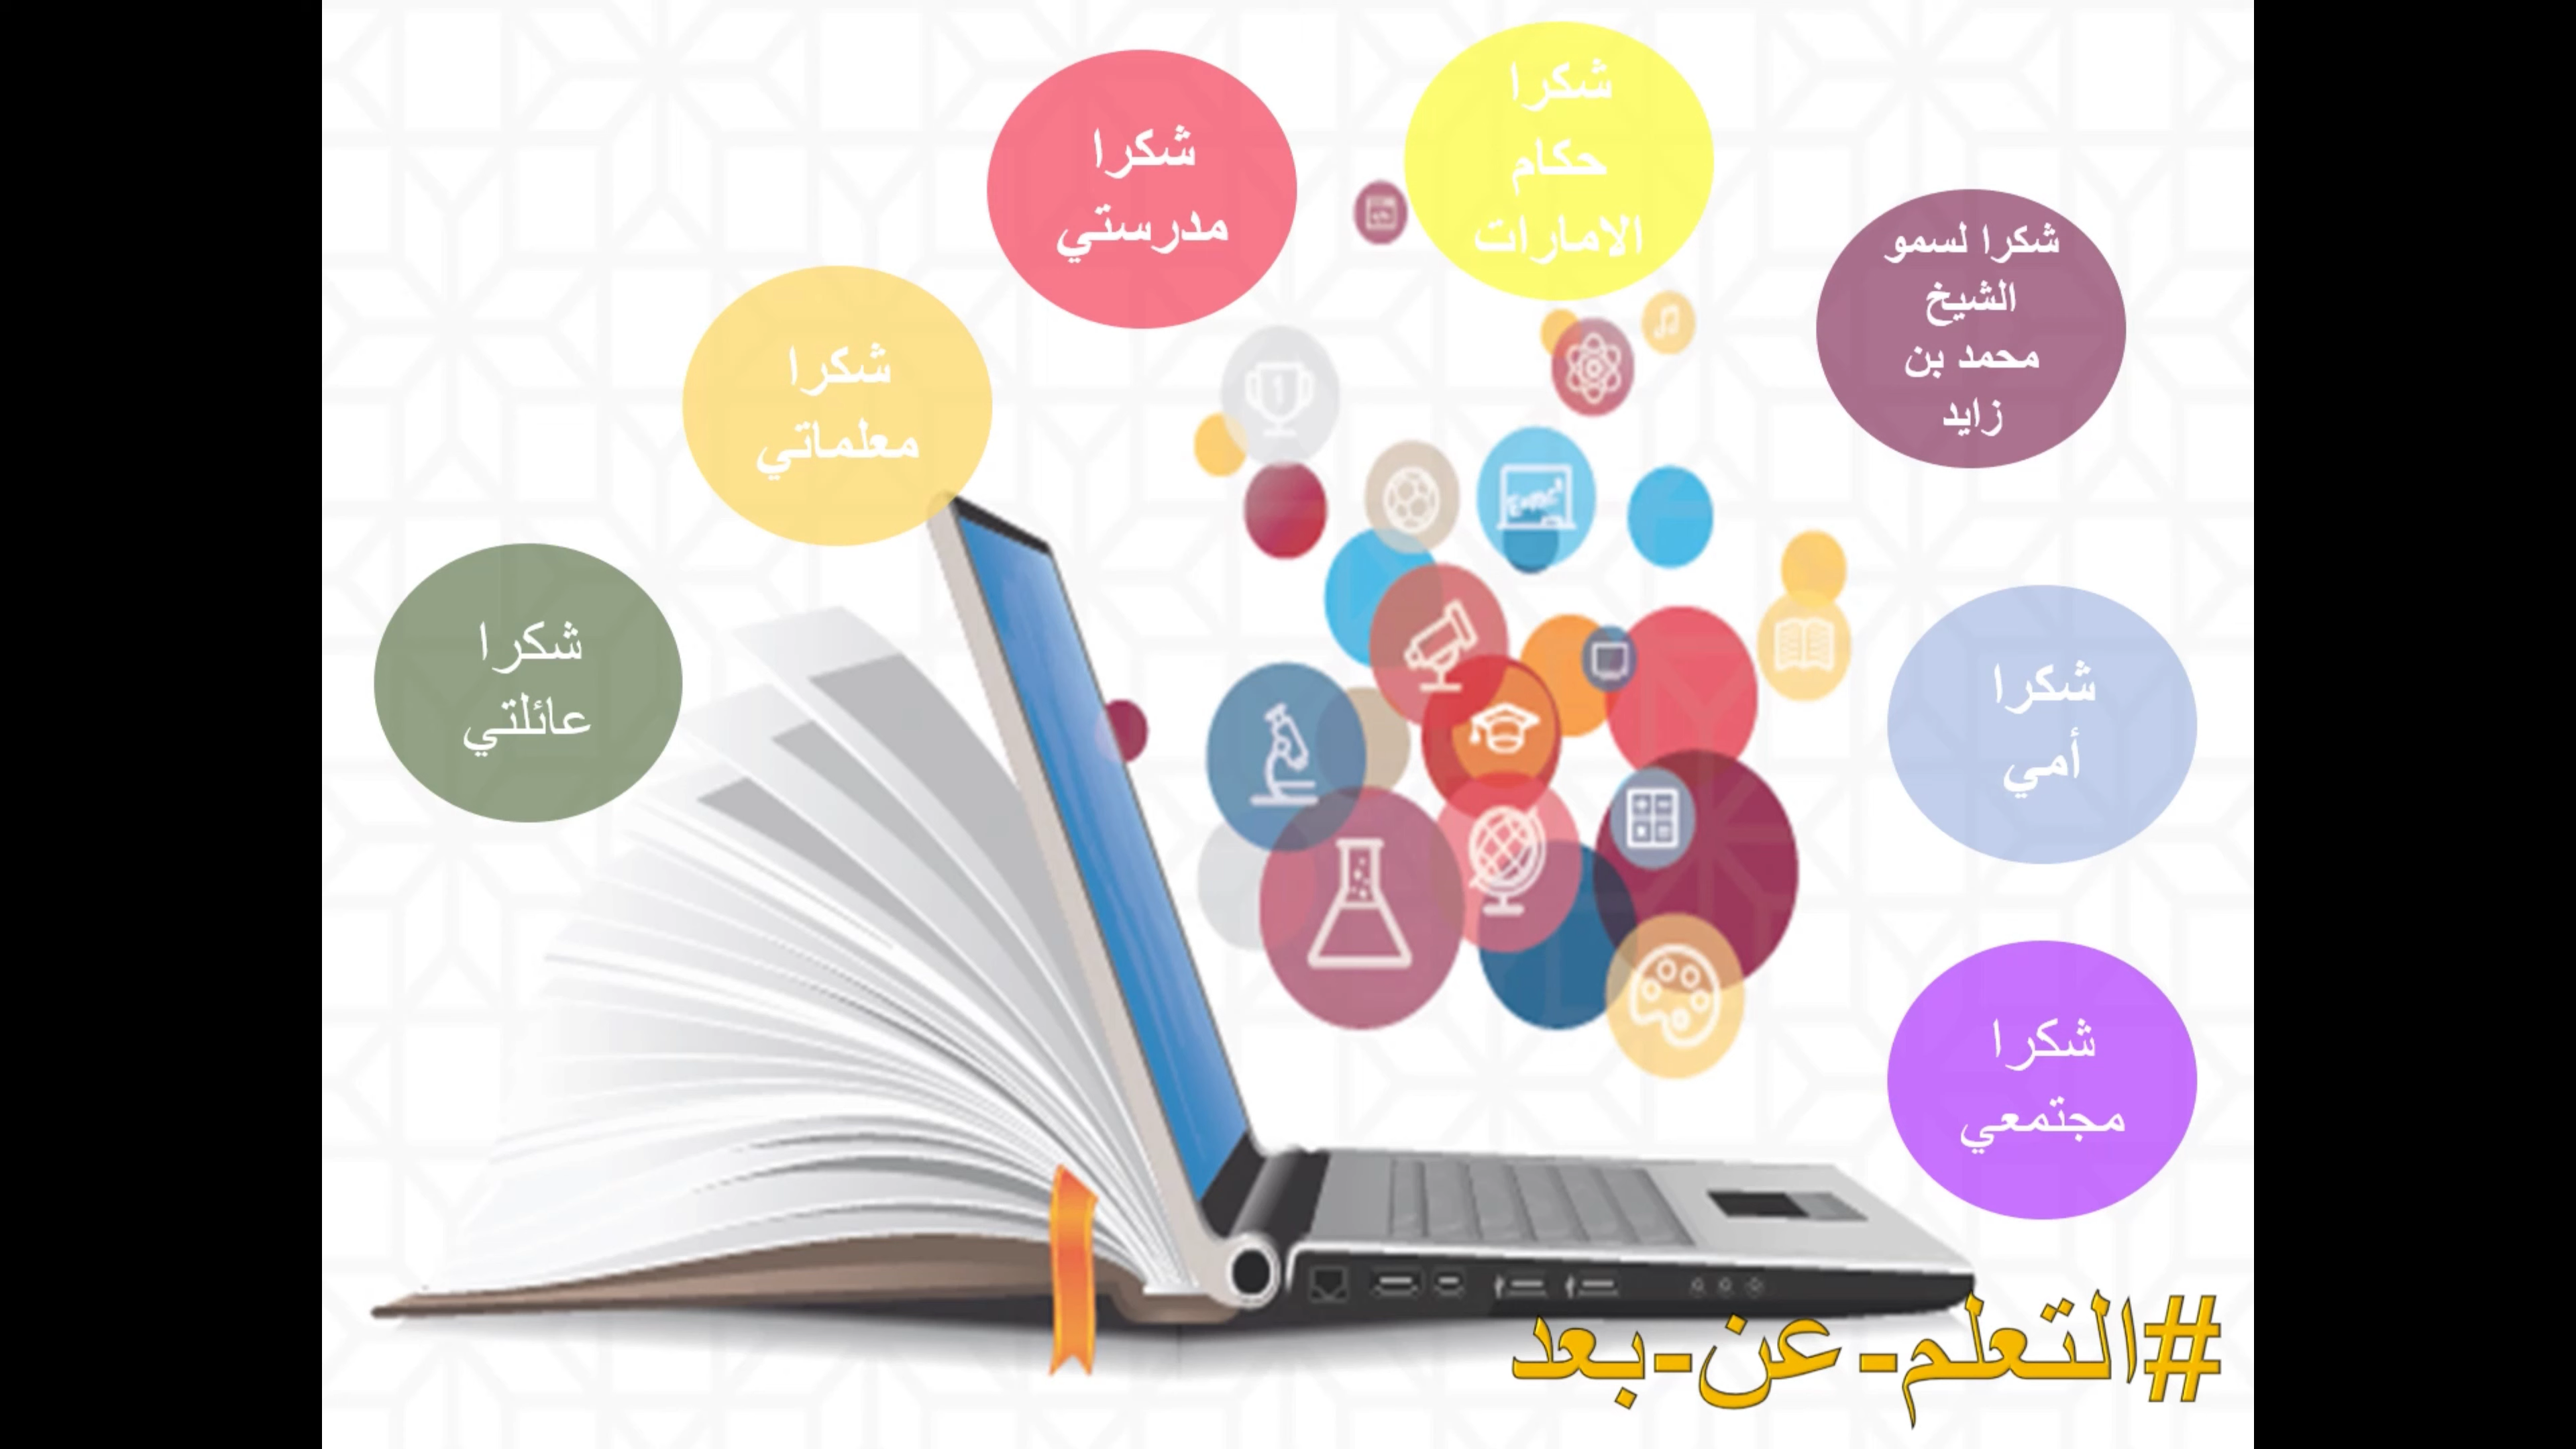 شكرا
حكام
الامارات
شكرا
مدرستي
شكرا لسمو
الشيخ
محمد بن
زايد
شكرا
معلماتي
شكرا
عائلتي
شكرا
أمي
شكرا
مجتمعي
#التعلم-عن-بعد